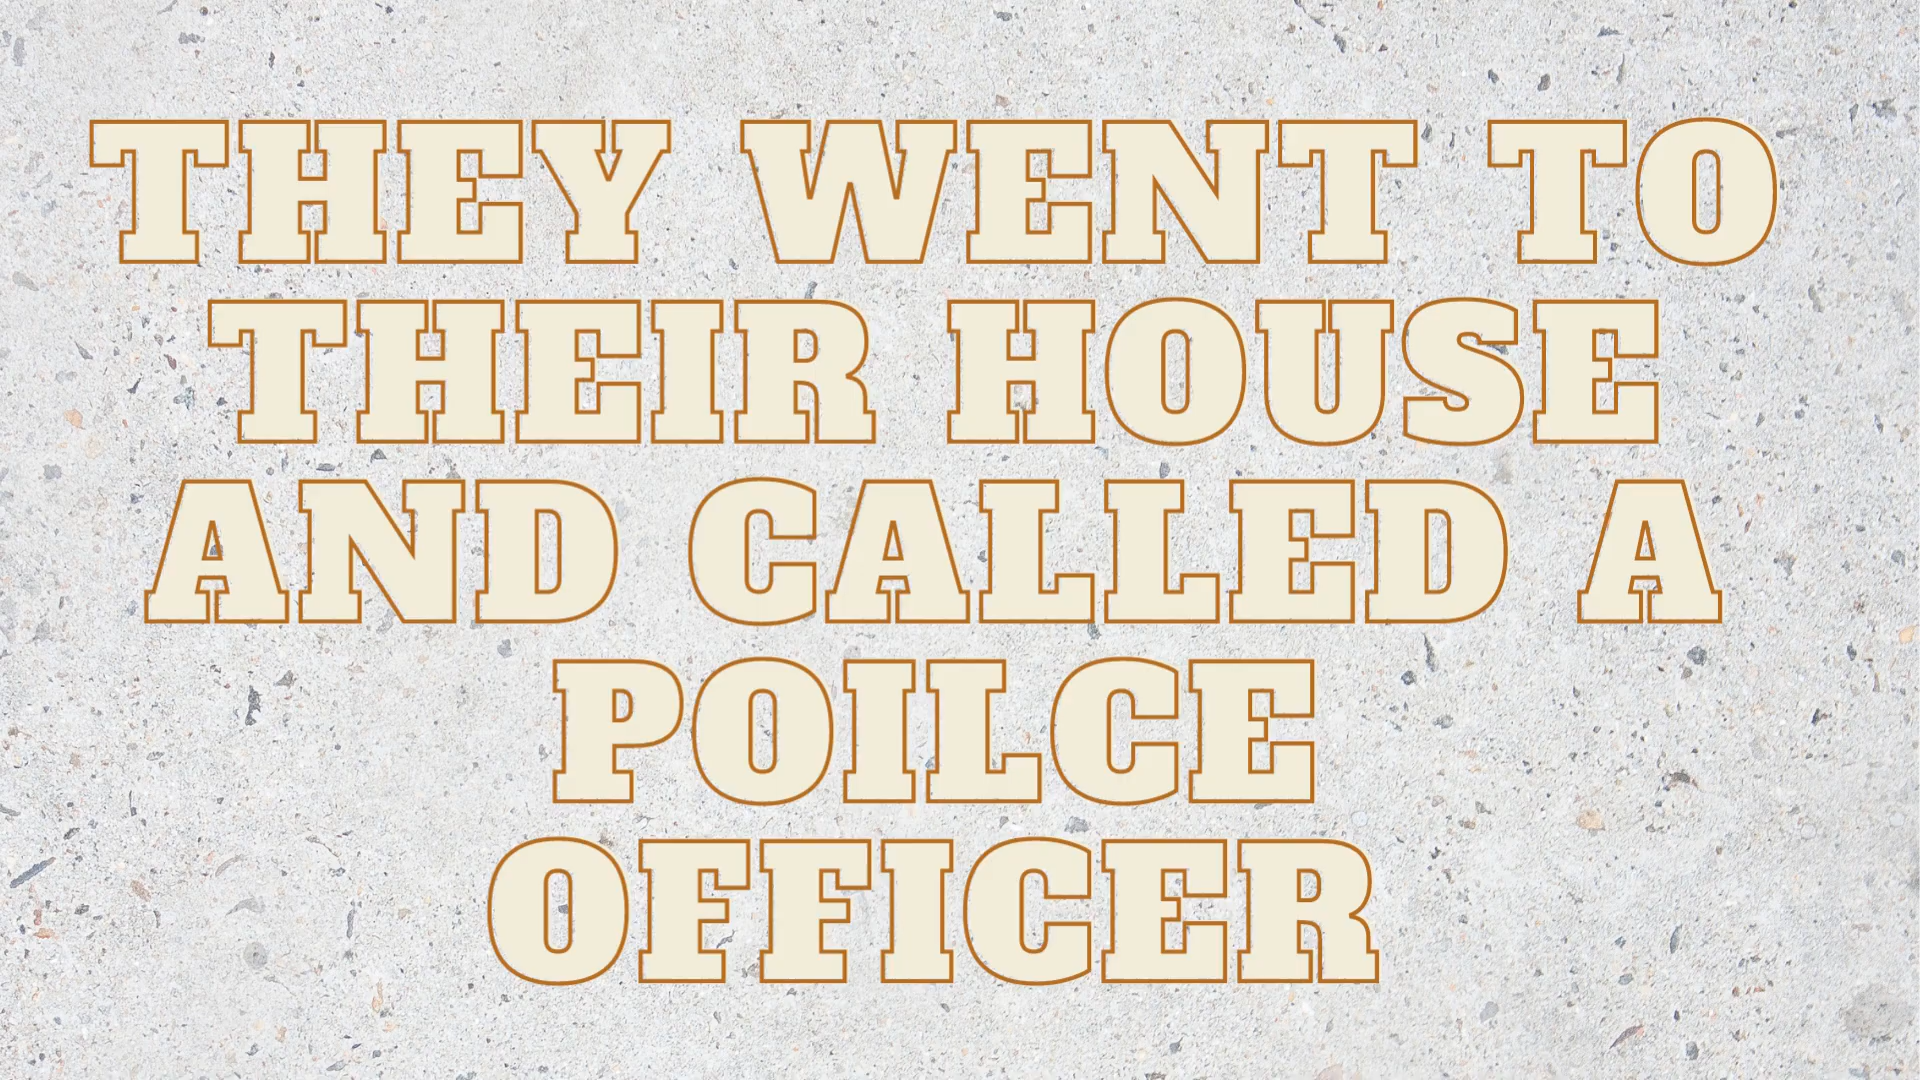 THEY WENT TO
THEIR HOUSE
AND CALLED A
POILCE
OFFICER